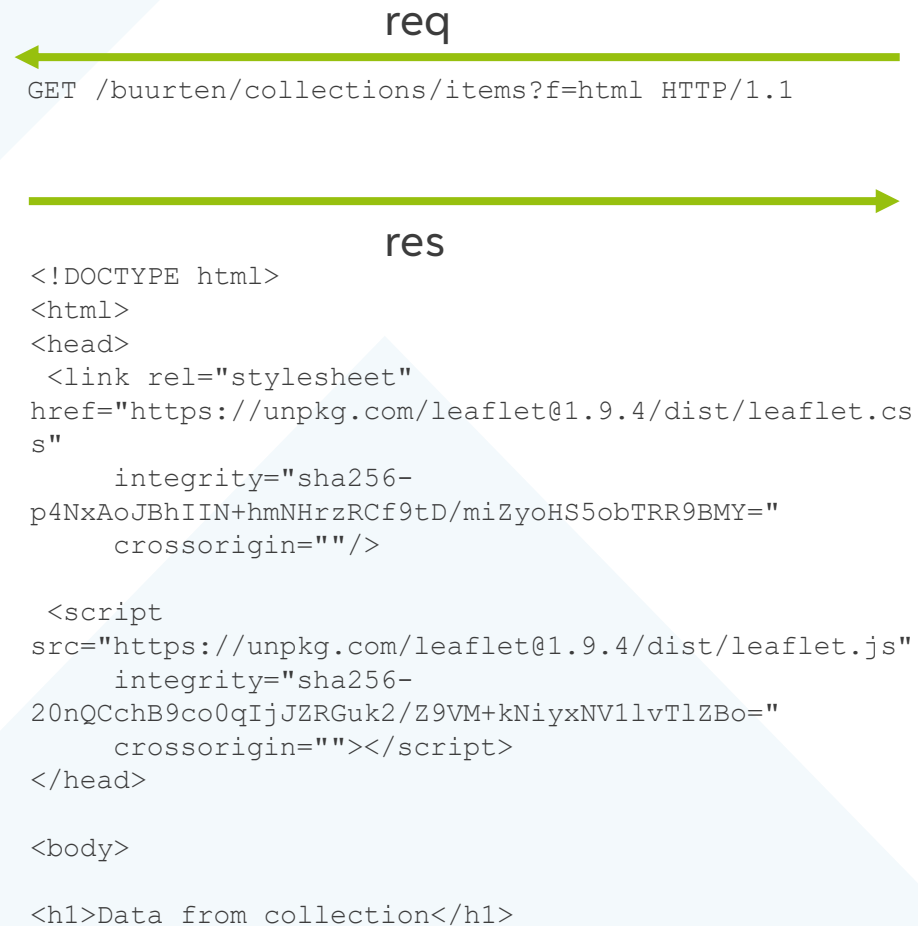 req
GET /buurten/collections/items?f=html HTTP/1.1
res
<!DOCTYPE html>
<html>
<head>
 <link rel="stylesheet"
href="https://unpkg.com/leaflet@1.9.4/dist/leaflet.cs
s"
     integrity="sha256-
p4NxAoJBhIIN+hmNHrzRCf9tD/miZyoHS5obTRR9BMY="
     crossorigin=""/>

 <script
src="https://unpkg.com/leaflet@1.9.4/dist/leaflet.js"
     integrity="sha256-
20nQCchB9co0qIjJZRGuk2/Z9VM+kNiyxNV1lvTlZBo="
     crossorigin=""></script>
</head>

<body>

<h1>Data from collection</h1>